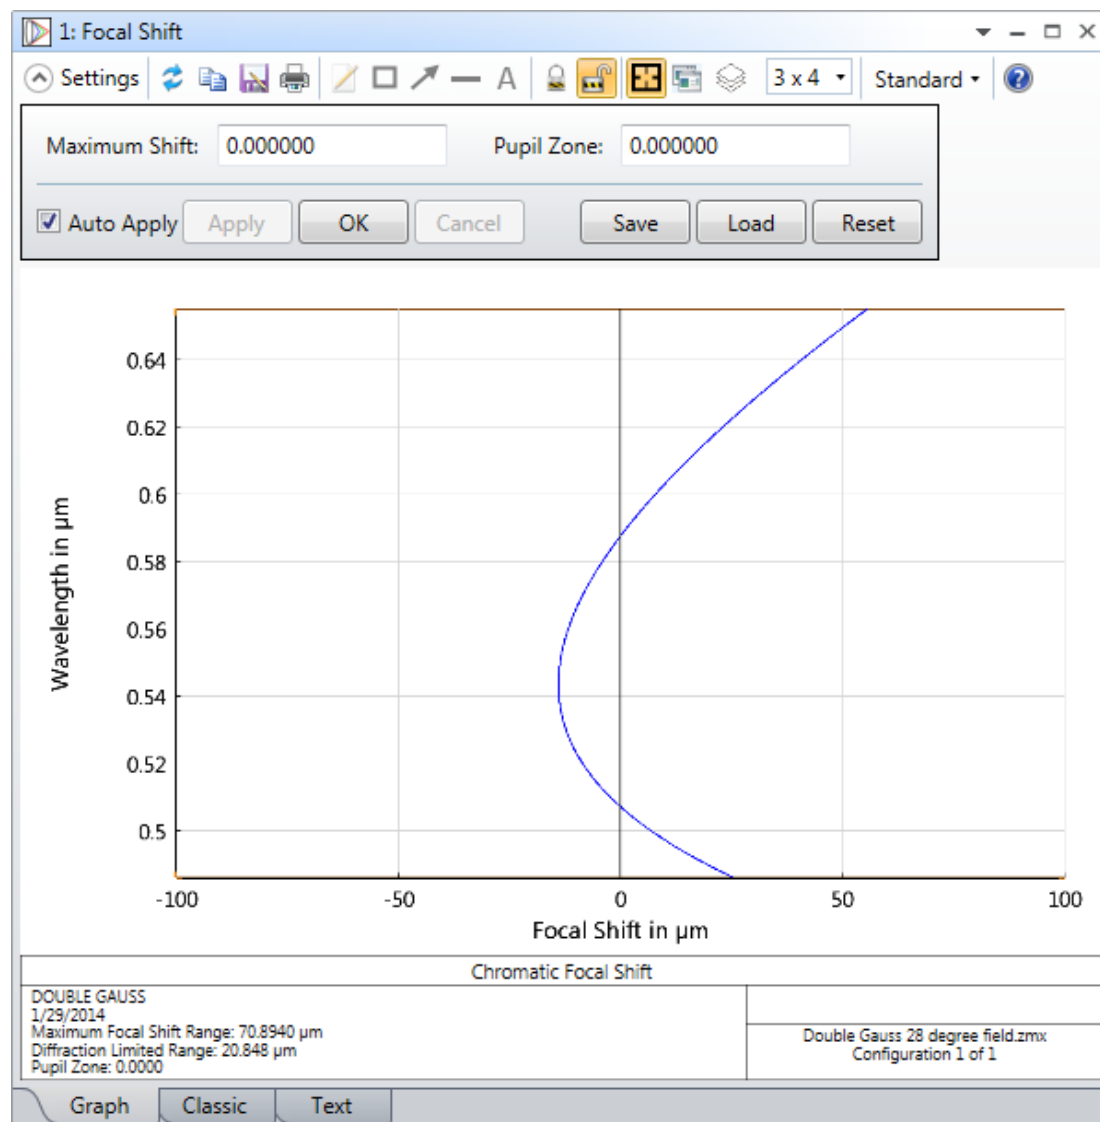 1: Focal Shift
Settings
A
3 x 4
Standard
?
Maximum Shift: 0.000000 Pupil Zone: 0.000000
Auto Apply Apply OK Cancel Save Load Reset
0.64
0.62
0.6
0.58
0.56
0.54
0.52
0.5
Wavelength in µm
-100 -50 0 50 100
Focal Shift in µm
Chromatic Focal Shift
DOUBLE GAUSS
1/29/2014
Maximum Focal Shift Range: 70.8940 µm
Diffraction Limited Range: 20.848 µm
Pupil Zone: 0.0000
Double Gauss 28 degree field.zmx
Configuration 1 of 1
Graph Classic Text